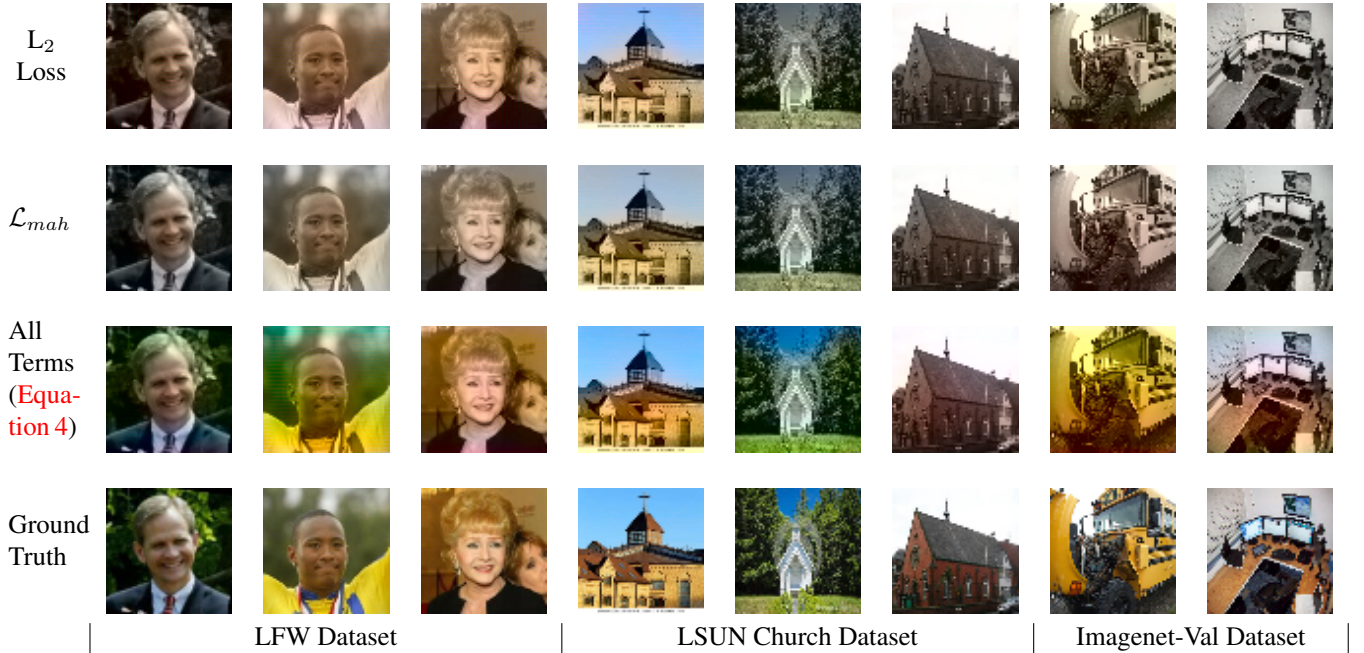 L₂
Loss
ℒₘₐₕ
All
Terms
(Equa-
tion 4)
Ground
Truth
LFW Dataset
LSUN Church Dataset
Imagenet-Val Dataset